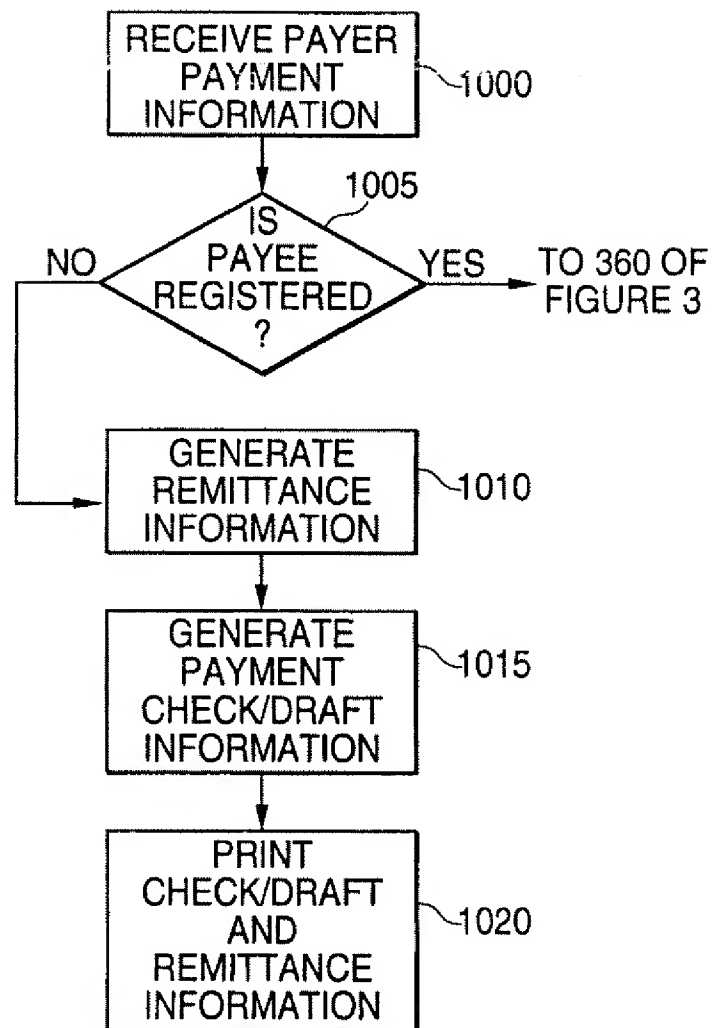 RECEIVE PAYER
PAYMENT
INFORMATION
1000
1005
IS
PAYEE
REGISTERED
?
NO
YES
TO 360 OF
FIGURE 3
GENERATE
REMITTANCE
INFORMATION
1010
GENERATE
PAYMENT
CHECK/DRAFT
INFORMATION
1015
PRINT
CHECK/DRAFT
AND
REMITTANCE
INFORMATION
1020